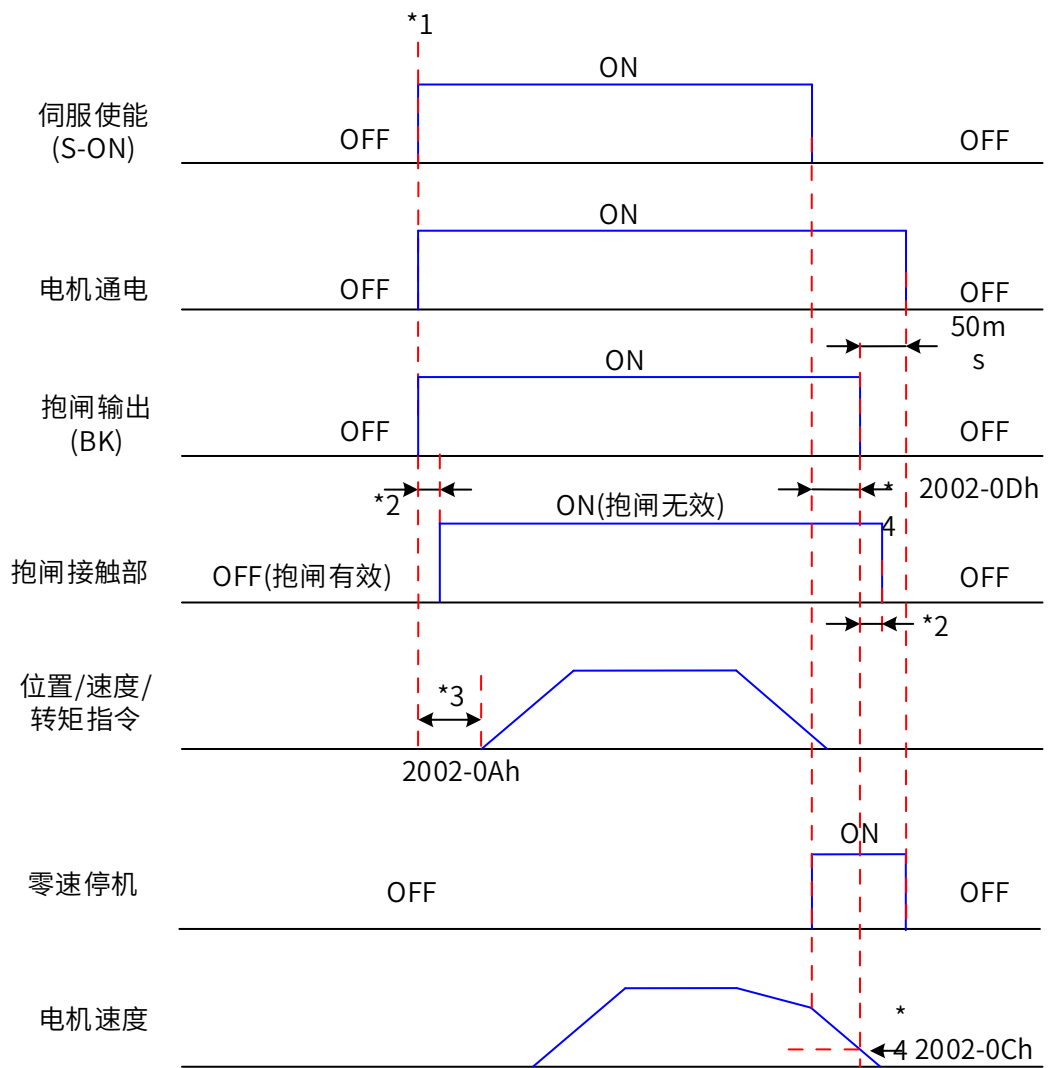 *1
ON
伺服使能
(S-ON)
OFF
OFF
ON
电机通电
OFF
OFF
50m
s
ON
抱闸输出
(BK)
OFF
OFF
*2
*
4
2002-0Dh
ON(抱闸无效)
抱闸接触部
OFF(抱闸有效)
OFF
*2
位置/速度/
转矩指令
*3
2002-0Ah
ON
零速停机
OFF
OFF
电机速度
*
4 2002-0Ch